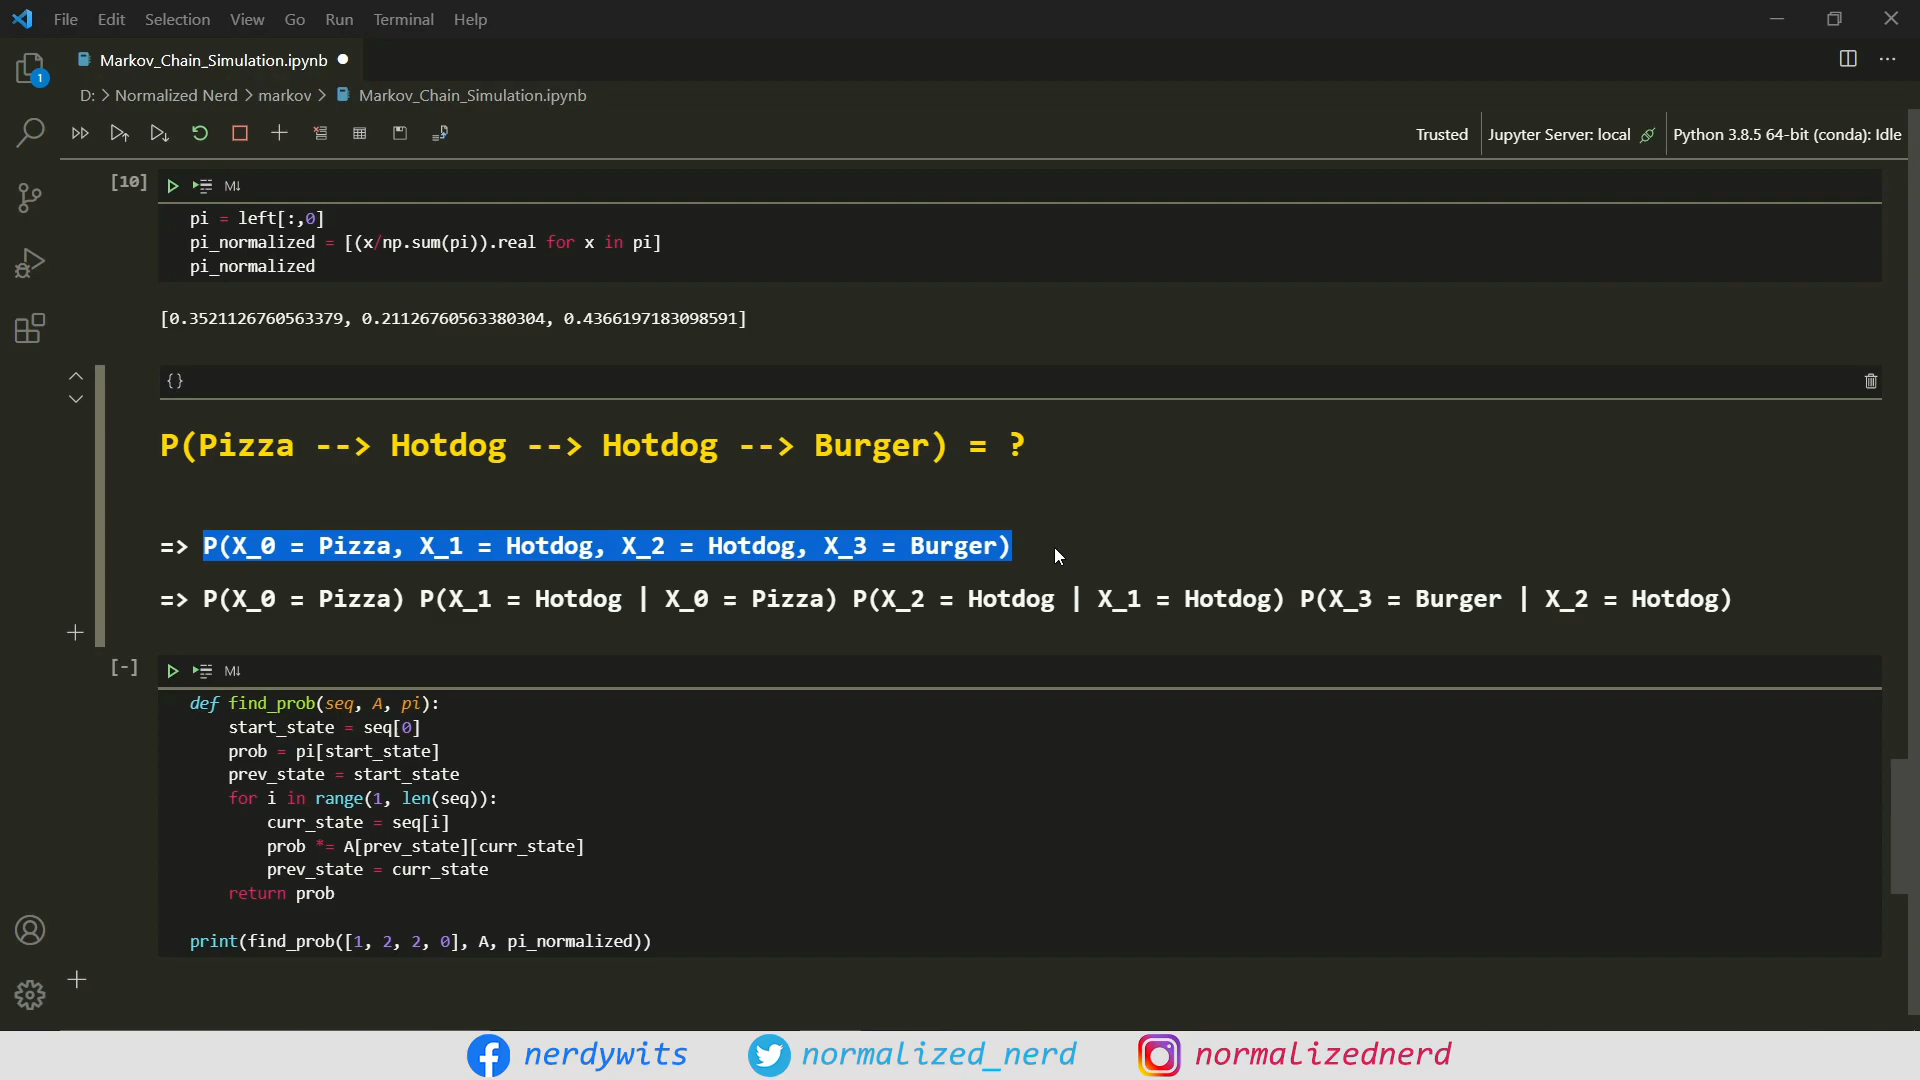 File Edit Selection View Go Run Terminal Help
Markov_Chain_Simulation.ipynb
1
D: > Normalized Nerd > markov > Markov_Chain_Simulation.ipynb
Trusted Jupyter Server: local Python 3.8.5 64-bit (conda): Idle
[10] M↓
pi = left[:,0]
pi_normalized = [(x/np.sum(pi)).real for x in pi]
pi_normalized
[0.3521126760563379, 0.21126760563380304, 0.4366197183098591]
{}
P(Pizza --> Hotdog --> Hotdog --> Burger) = ?
=> P(X_0 = Pizza, X_1 = Hotdog, X_2 = Hotdog, X_3 = Burger)
=> P(X_0 = Pizza) P(X_1 = Hotdog | X_0 = Pizza) P(X_2 = Hotdog | X_1 = Hotdog) P(X_3 = Burger | X_2 = Hotdog)
[-] M↓
def find_prob(seq, A, pi):
    start_state = seq[0]
    prob = pi[start_state]
    prev_state = start_state
    for i in range(1, len(seq)):
        curr_state = seq[i]
        prob *= A[prev_state][curr_state]
        prev_state = curr_state
    return prob
print(find_prob([1, 2, 2, 0], A, pi_normalized))
nerdywits normalized_nerd normalizednerd